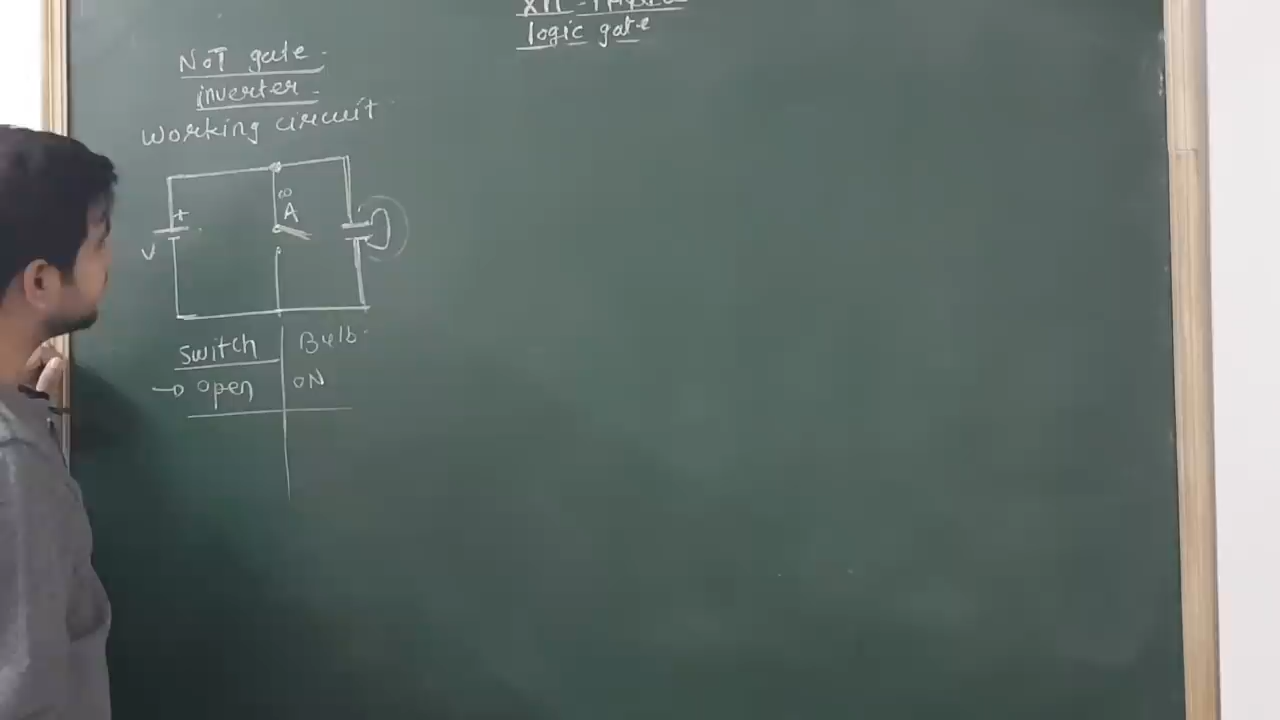 logic gate
NOT gate -
inverter -
working circuit
+
∞
A
V
switch Bulb
→ open ON